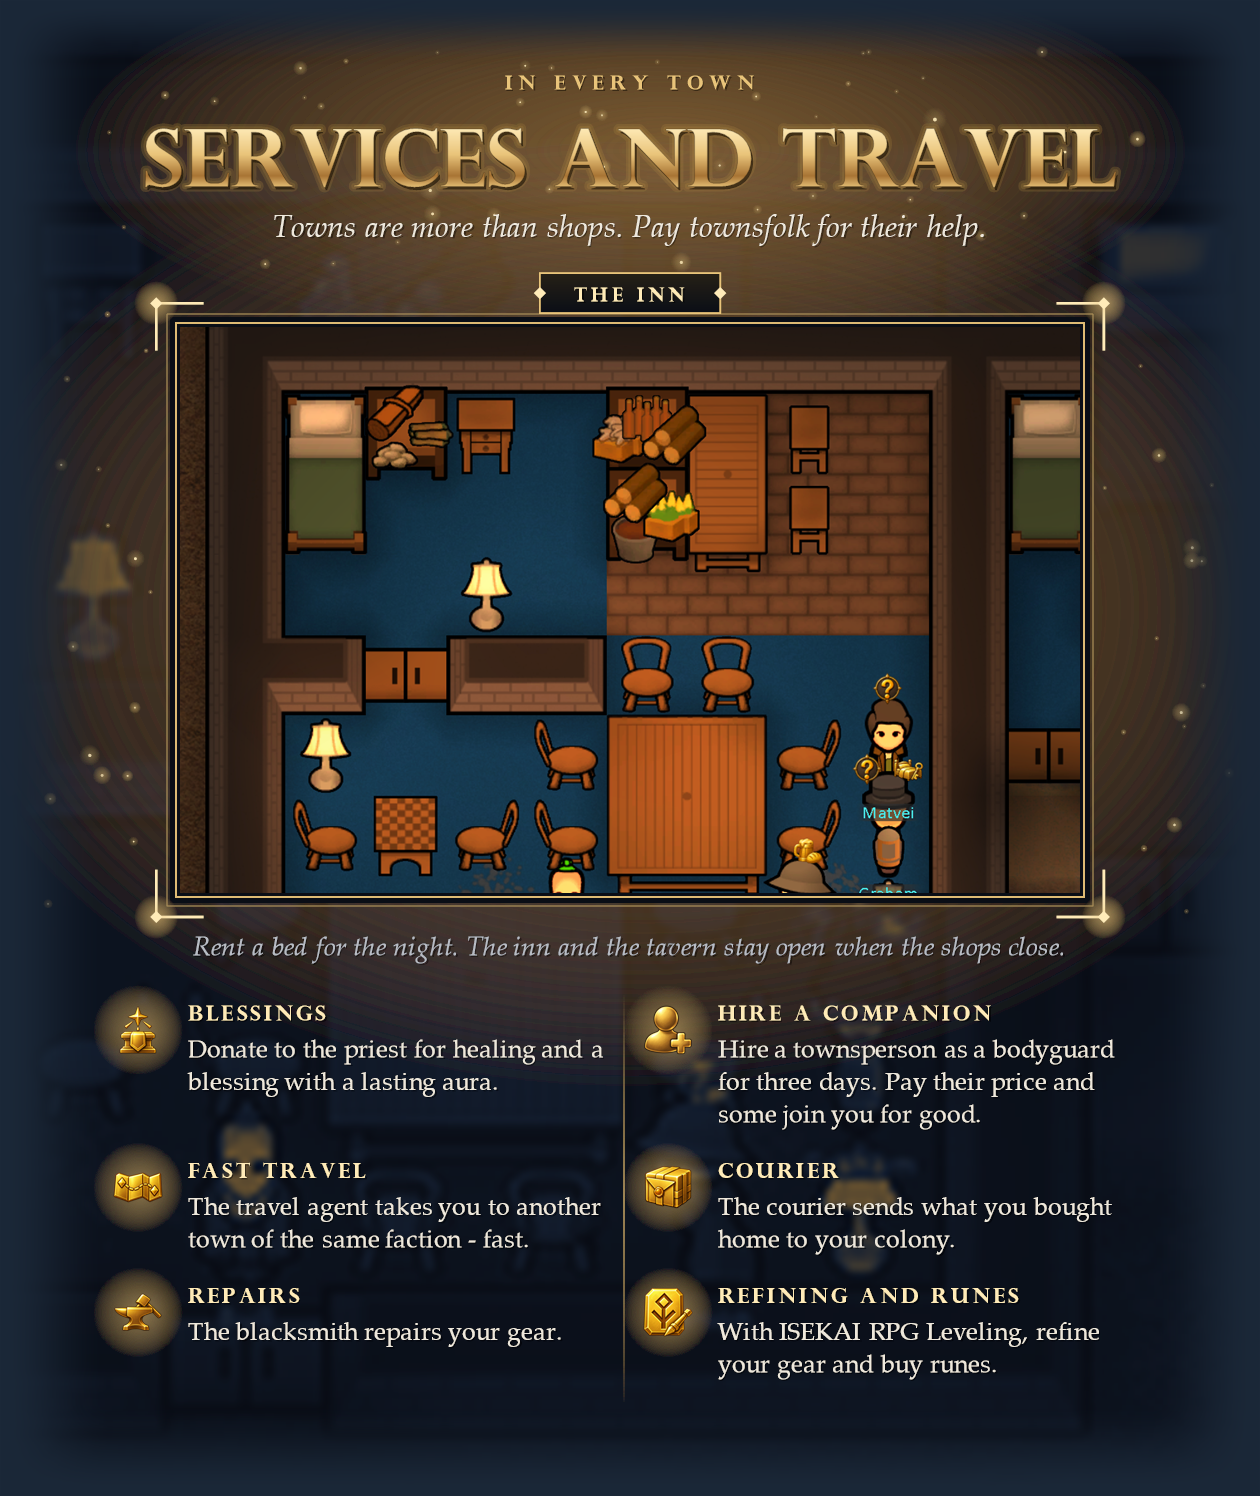 IN EVERY TOWN
SERVICES AND TRAVEL
Towns are more than shops. Pay townsfolk for their help.
THE INN
?
?
Matvei
Graham
Rent a bed for the night. The inn and the tavern stay open when the shops close.
BLESSINGS
Donate to the priest for healing and a
blessing with a lasting aura.
HIRE A COMPANION
Hire a townsperson as a bodyguard
for three days. Pay their price and
some join you for good.
FAST TRAVEL
The travel agent takes you to another
town of the same faction - fast.
COURIER
The courier sends what you bought
home to your colony.
REPAIRS
The blacksmith repairs your gear.
REFINING AND RUNES
With ISEKAI RPG Leveling, refine
your gear and buy runes.